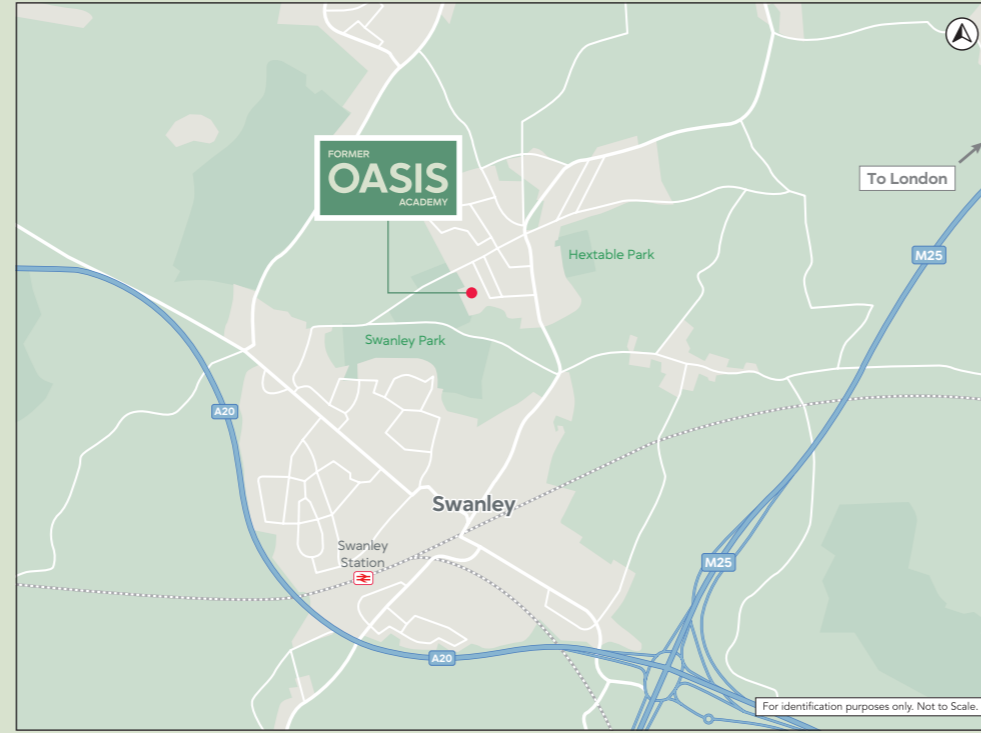 FORMER
OASIS
ACADEMY
To London
M25
Hextable Park
Swanley Park
A20
Swanley
Swanley
Station
M25
A20
For identification purposes only. Not to Scale.